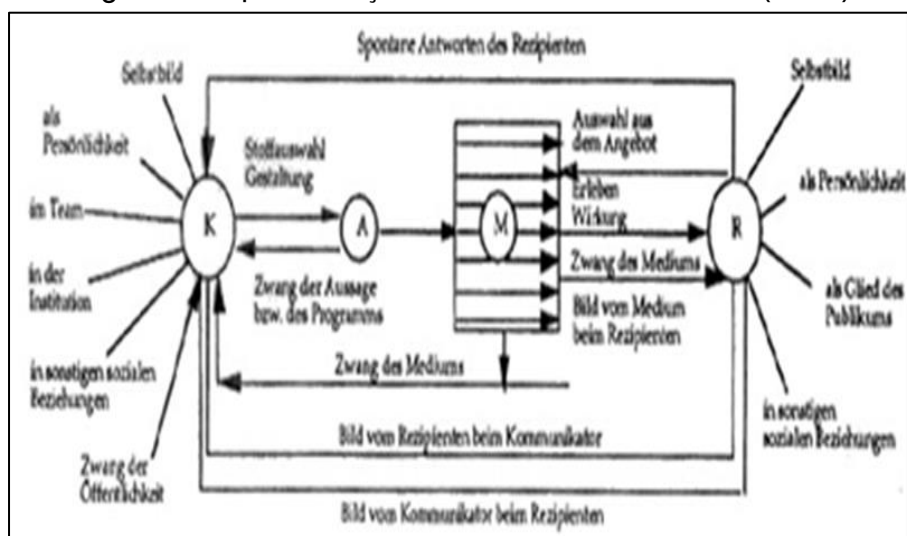 Spontane Antworten des Rezipienten
Selbstbild
als
Persönlichkeit
im Team
in der
Institution
in sonstigen sozialen
Beziehungen
Zwang der
Öffentlichkeit
K
Stoffauswahl
Gestaltung
A
Zwang der Aussage
bzw. des Programms
M
Auswahl aus
dem Angebot
Erleben
Wirkung
Zwang des Mediums
Bild vom Medium
beim Rezipienten
R
Selbstbild
als Persönlichkeit
als Glied des
Publikums
in sonstigen
sozialen Beziehungen
Zwang des Mediums
Bild vom Rezipienten beim Kommunikator
Bild vom Kommunikator beim Rezipienten